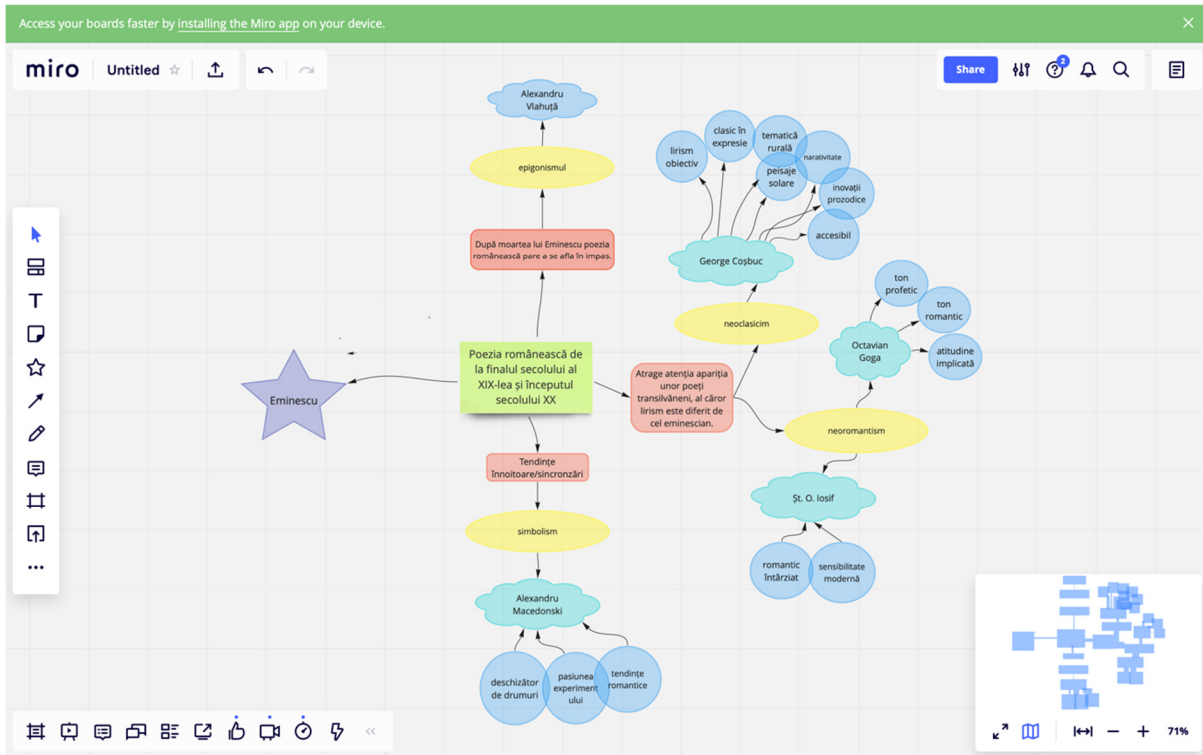 Access your boards faster by installing the Miro app on your device.
miro
Untitled
Share
2
Alexandru
Vlahuță
epigonismul
După moartea lui Eminescu poezia
românească pare a se afla în impas.
Eminescu
Poezia românească de
la finalul secolului al
XIX-lea și începutul
secolului XX
Tendințe
înnoitoare/sincronzări
simbolism
Alexandru
Macedonski
deschizător
de drumuri
pasiunea
experiment
ului
tendințe
romantice
Atrage atenția apariția
unor poeți
transilvăneni, al căror
lirism este diferit de
cel eminescian.
neoclasicim
George Coșbuc
lirism
obiectiv
clasic în
expresie
tematică
rurală
peisaje
solare
narativitate
inovații
prozodice
accesibil
neoromantism
Octavian
Goga
ton
profetic
ton
romantic
atitudine
implicată
Șt. O. Iosif
romantic
întârziat
sensibilitate
modernă
71%